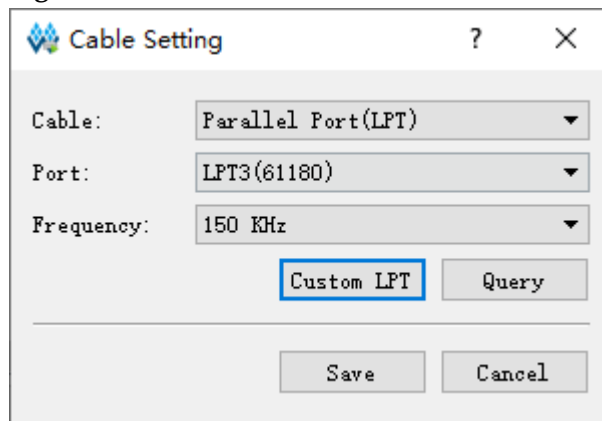 Cable Setting ? ×
Cable: Parallel Port(LPT)
Port: LPT3(61180)
Frequency: 150 KHz
Custom LPT Query
Save Cancel